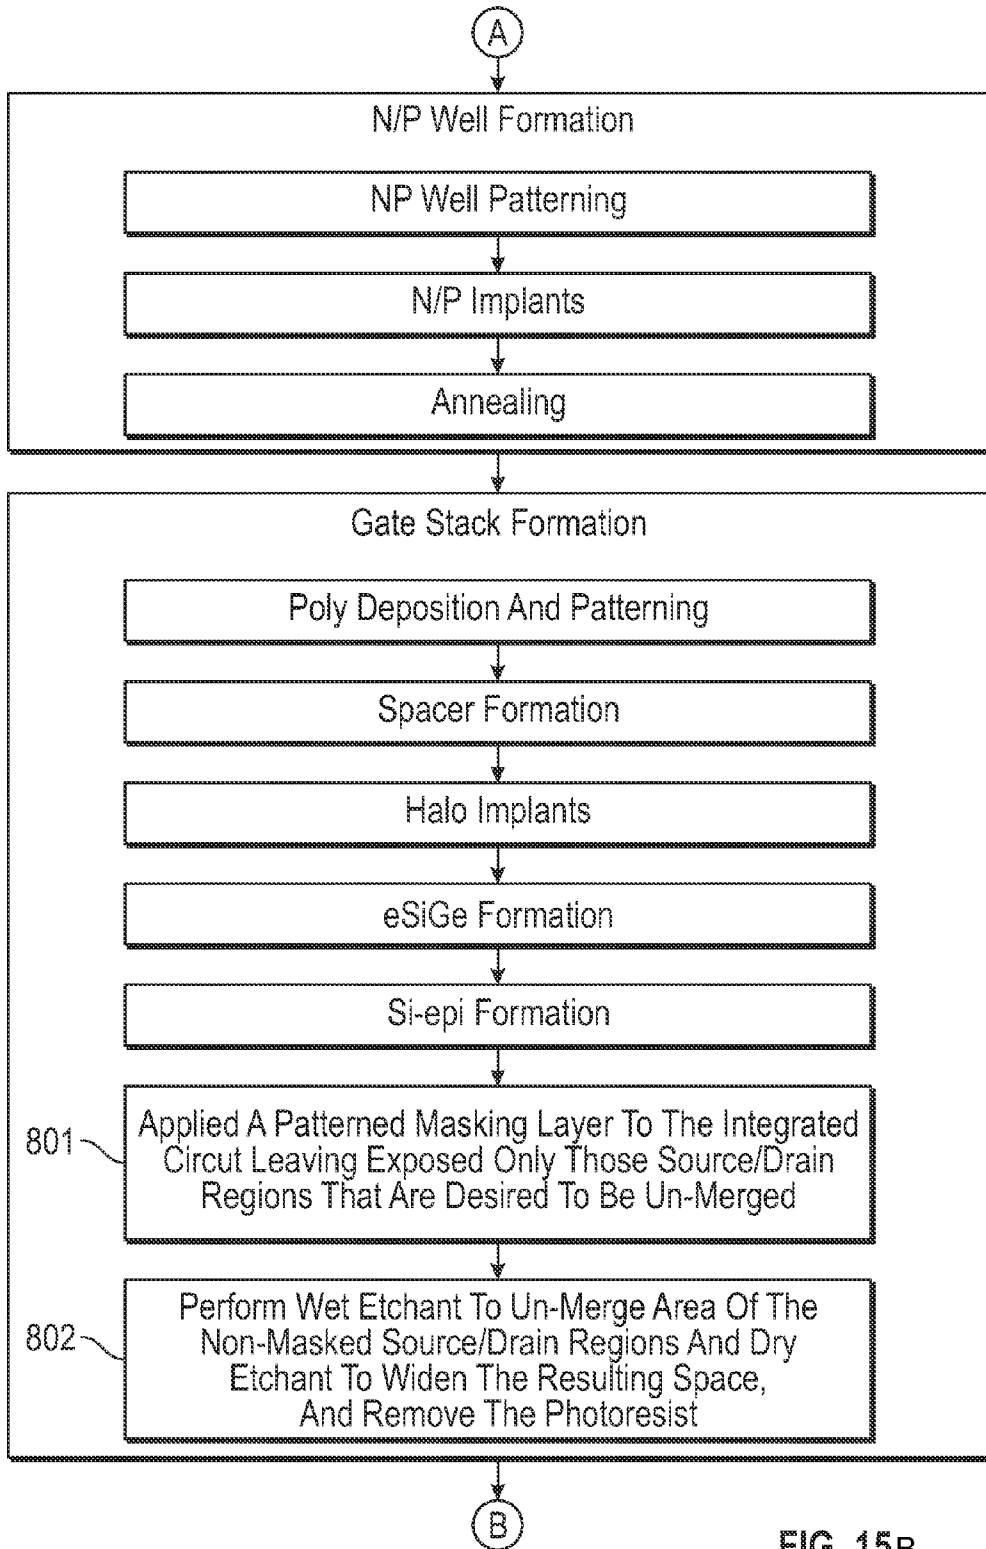 A
N/P Well Formation
NP Well Patterning
N/P Implants
Annealing
Gate Stack Formation
Poly Deposition And Patterning
Spacer Formation
Halo Implants
eSiGe Formation
Si-epi Formation
801
Applied A Patterned Masking Layer To The Integrated
Circut Leaving Exposed Only Those Source/Drain
Regions That Are Desired To Be Un-Merged
802
Perform Wet Etchant To Un-Merge Area Of The
Non-Masked Source/Drain Regions And Dry
Etchant To Widen The Resulting Space,
And Remove The Photoresist
B
FIG. 15B